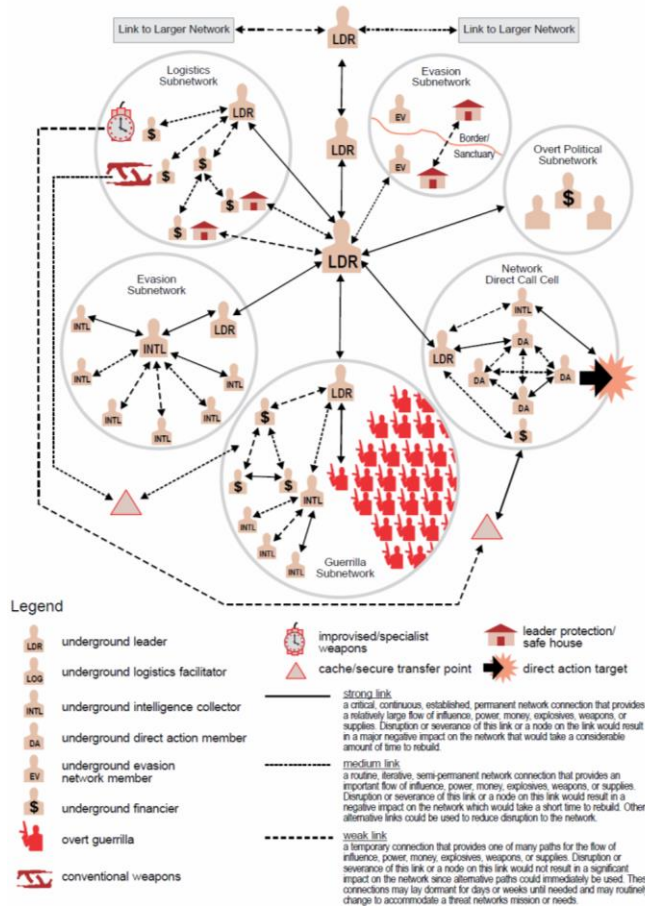 Link to Larger Network
LDR
Link to Larger Network
Logistics
Subnetwork
LDR
$
$
$
$
$
LDR
Evasion
Subnetwork
EV
EV
Border/
Sanctuary
Overt Political
Subnetwork
$
LDR
Evasion
Subnetwork
INTL
INTL
LDR
INTL
INTL
INTL
INTL
INTL
INTL
Network
Direct Call Cell
INTL
LDR
DA
DA
DA
DA
$
LDR
$
$
$
INTL
INTL
INTL
INTL
Guerrilla
Subnetwork
Legend
LDR underground leader
LOG underground logistics facilitator
INTL underground intelligence collector
DA underground direct action member
EV underground evasion
network member
$ underground financier
overt guerrilla
conventional weapons
improvised/specialist
weapons
cache/secure transfer point
leader protection/
safe house
direct action target
strong link
a critical, continuous, established, permanent network connection that provides
a relatively large flow of influence, power, money, explosives, weapons, or
supplies. Disruption or severance of this link or a node on the link would result
in a major negative impact on the network that would take a considerable
amount of time to rebuild.
medium link
a routine, iterative, semi-permanent network connection that provides an
important flow of influence, power, money, explosives, weapons, or supplies.
Disruption or severance of this link or a node on this link would result in a
negative impact on the network which would take a short time to rebuild. Other
alternative links could be used to reduce disruption to the network.
weak link
a temporary connection that provides one of many paths for the flow of
influence, power, money, explosives, weapons, or supplies. Disruption or
severance of this link or a node on this link would not result in a significant
impact on the network since alternative paths could immediately be used. Thes
connections may lay dormant for days or weeks until needed and may routinely
change to accommodate a threat networks mission or needs.